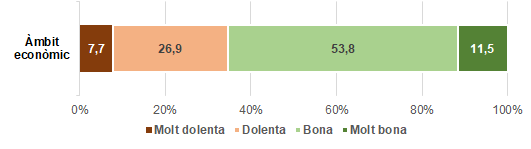 Àmbit
econòmic
7,7 26,9 53,8 11,5
0% 20% 40% 60% 80% 100%
Molt dolenta Dolenta Bona Molt bona